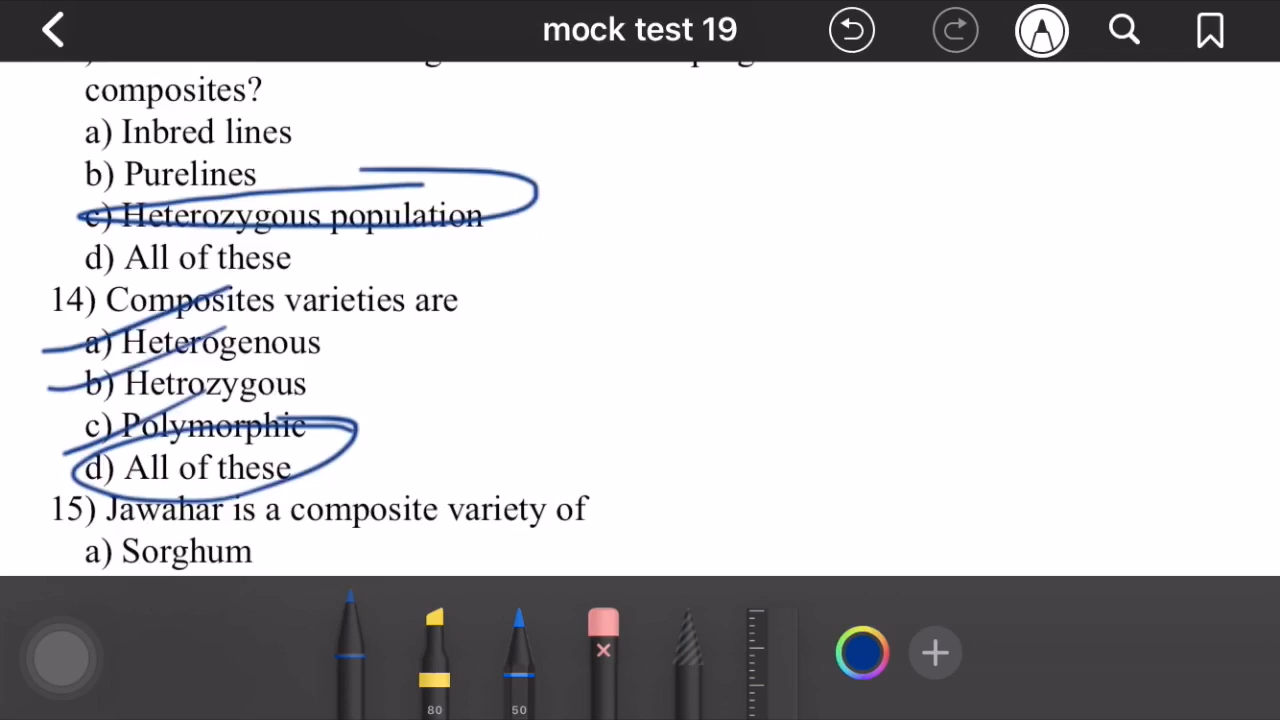 mock test 19
composites?
a) Inbred lines
b) Purelines
c) Heterozygous population
d) All of these
14) Composites varieties are
a) Heterogenous
b) Hetrozygous
c) Polymorphic
d) All of these
15) Jawahar is a composite variety of
a) Sorghum
80
50